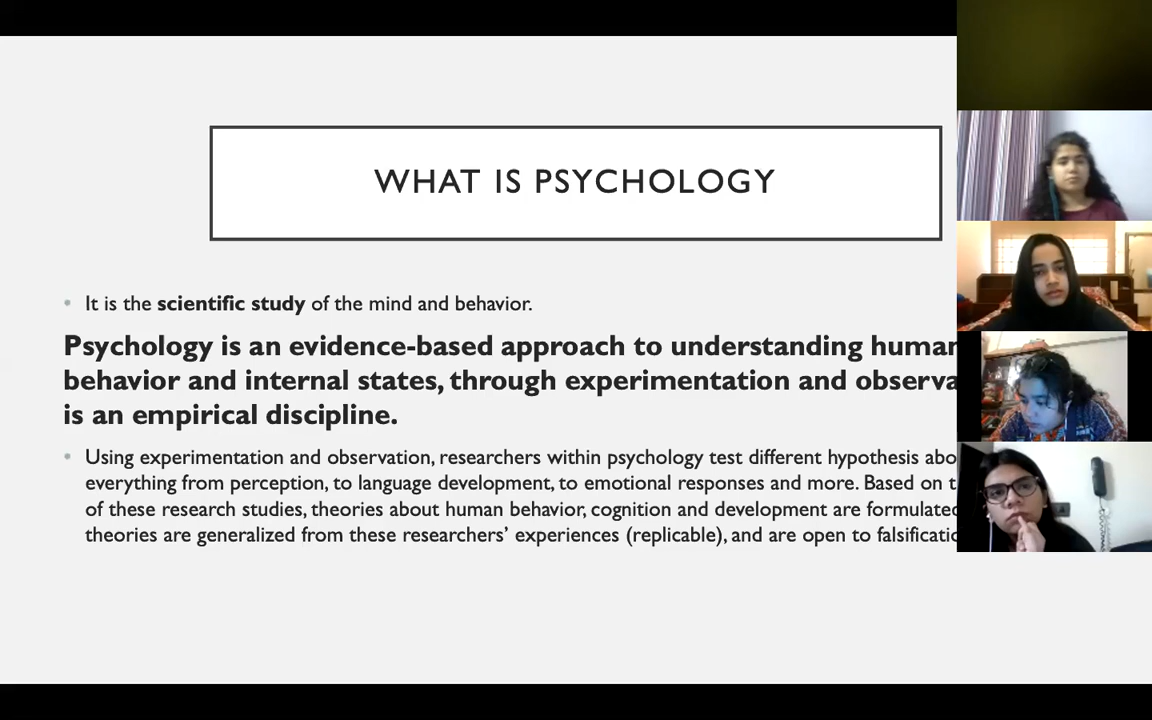 WHAT IS PSYCHOLOGY
• It is the scientific study of the mind and behavior.
Psychology is an evidence-based approach to understanding human
behavior and internal states, through experimentation and
is an empirical discipline.
• Using experimentation and observation, researchers within psychology test different hypothesis
everything from perception, to language development, to emotional responses and more. Based on
of these research studies, theories about human behavior, cognition and development are formulated
theories are generalized from these researchers' experiences (replicable), and are open to